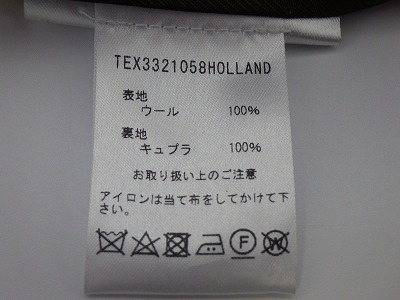 TEX3321058HOLLAND
表地
ウール 100%
裏地
キュプラ 100%
お取り扱い上のご注意
アイロンは当て布をしてかけて下
さい。